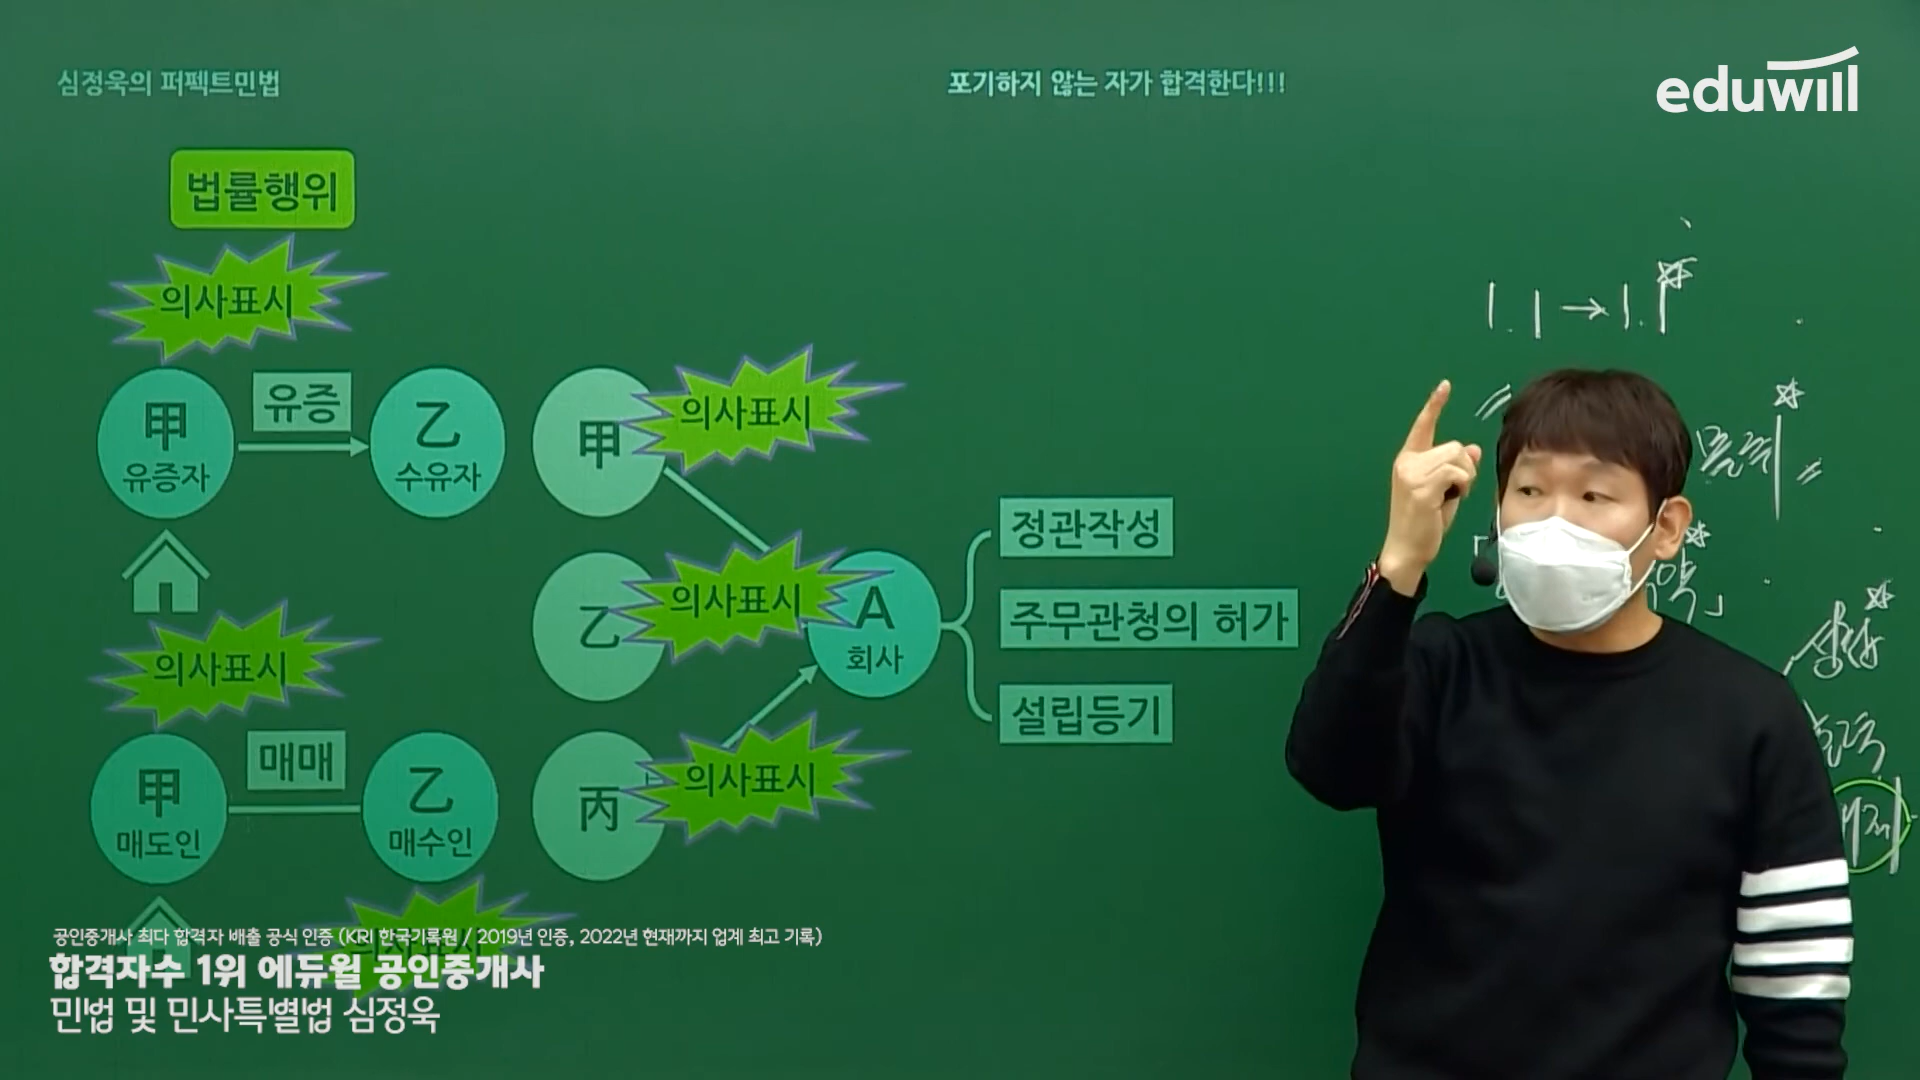 심정욱의 퍼펙트민법
포기하지 않는 자가 합격한다!!!
eduwill
법률행위
의사표시
甲
유증자
유증
乙
수유자
의사표시
매매
甲
매도인
乙
매수인
甲
의사표시
乙
의사표시
丙
의사표시
A
회사
정관작성
주무관청의 허가
설립등기
1.1→1.1
공인중개사 최다 합격자 배출 공식 인증 (KRI 한국기록원 / 2019년 인증, 2022년 현재까지 업계 최고 기록)
합격자수 1위 에듀윌 공인중개사
민법 및 민사특별법 심정욱